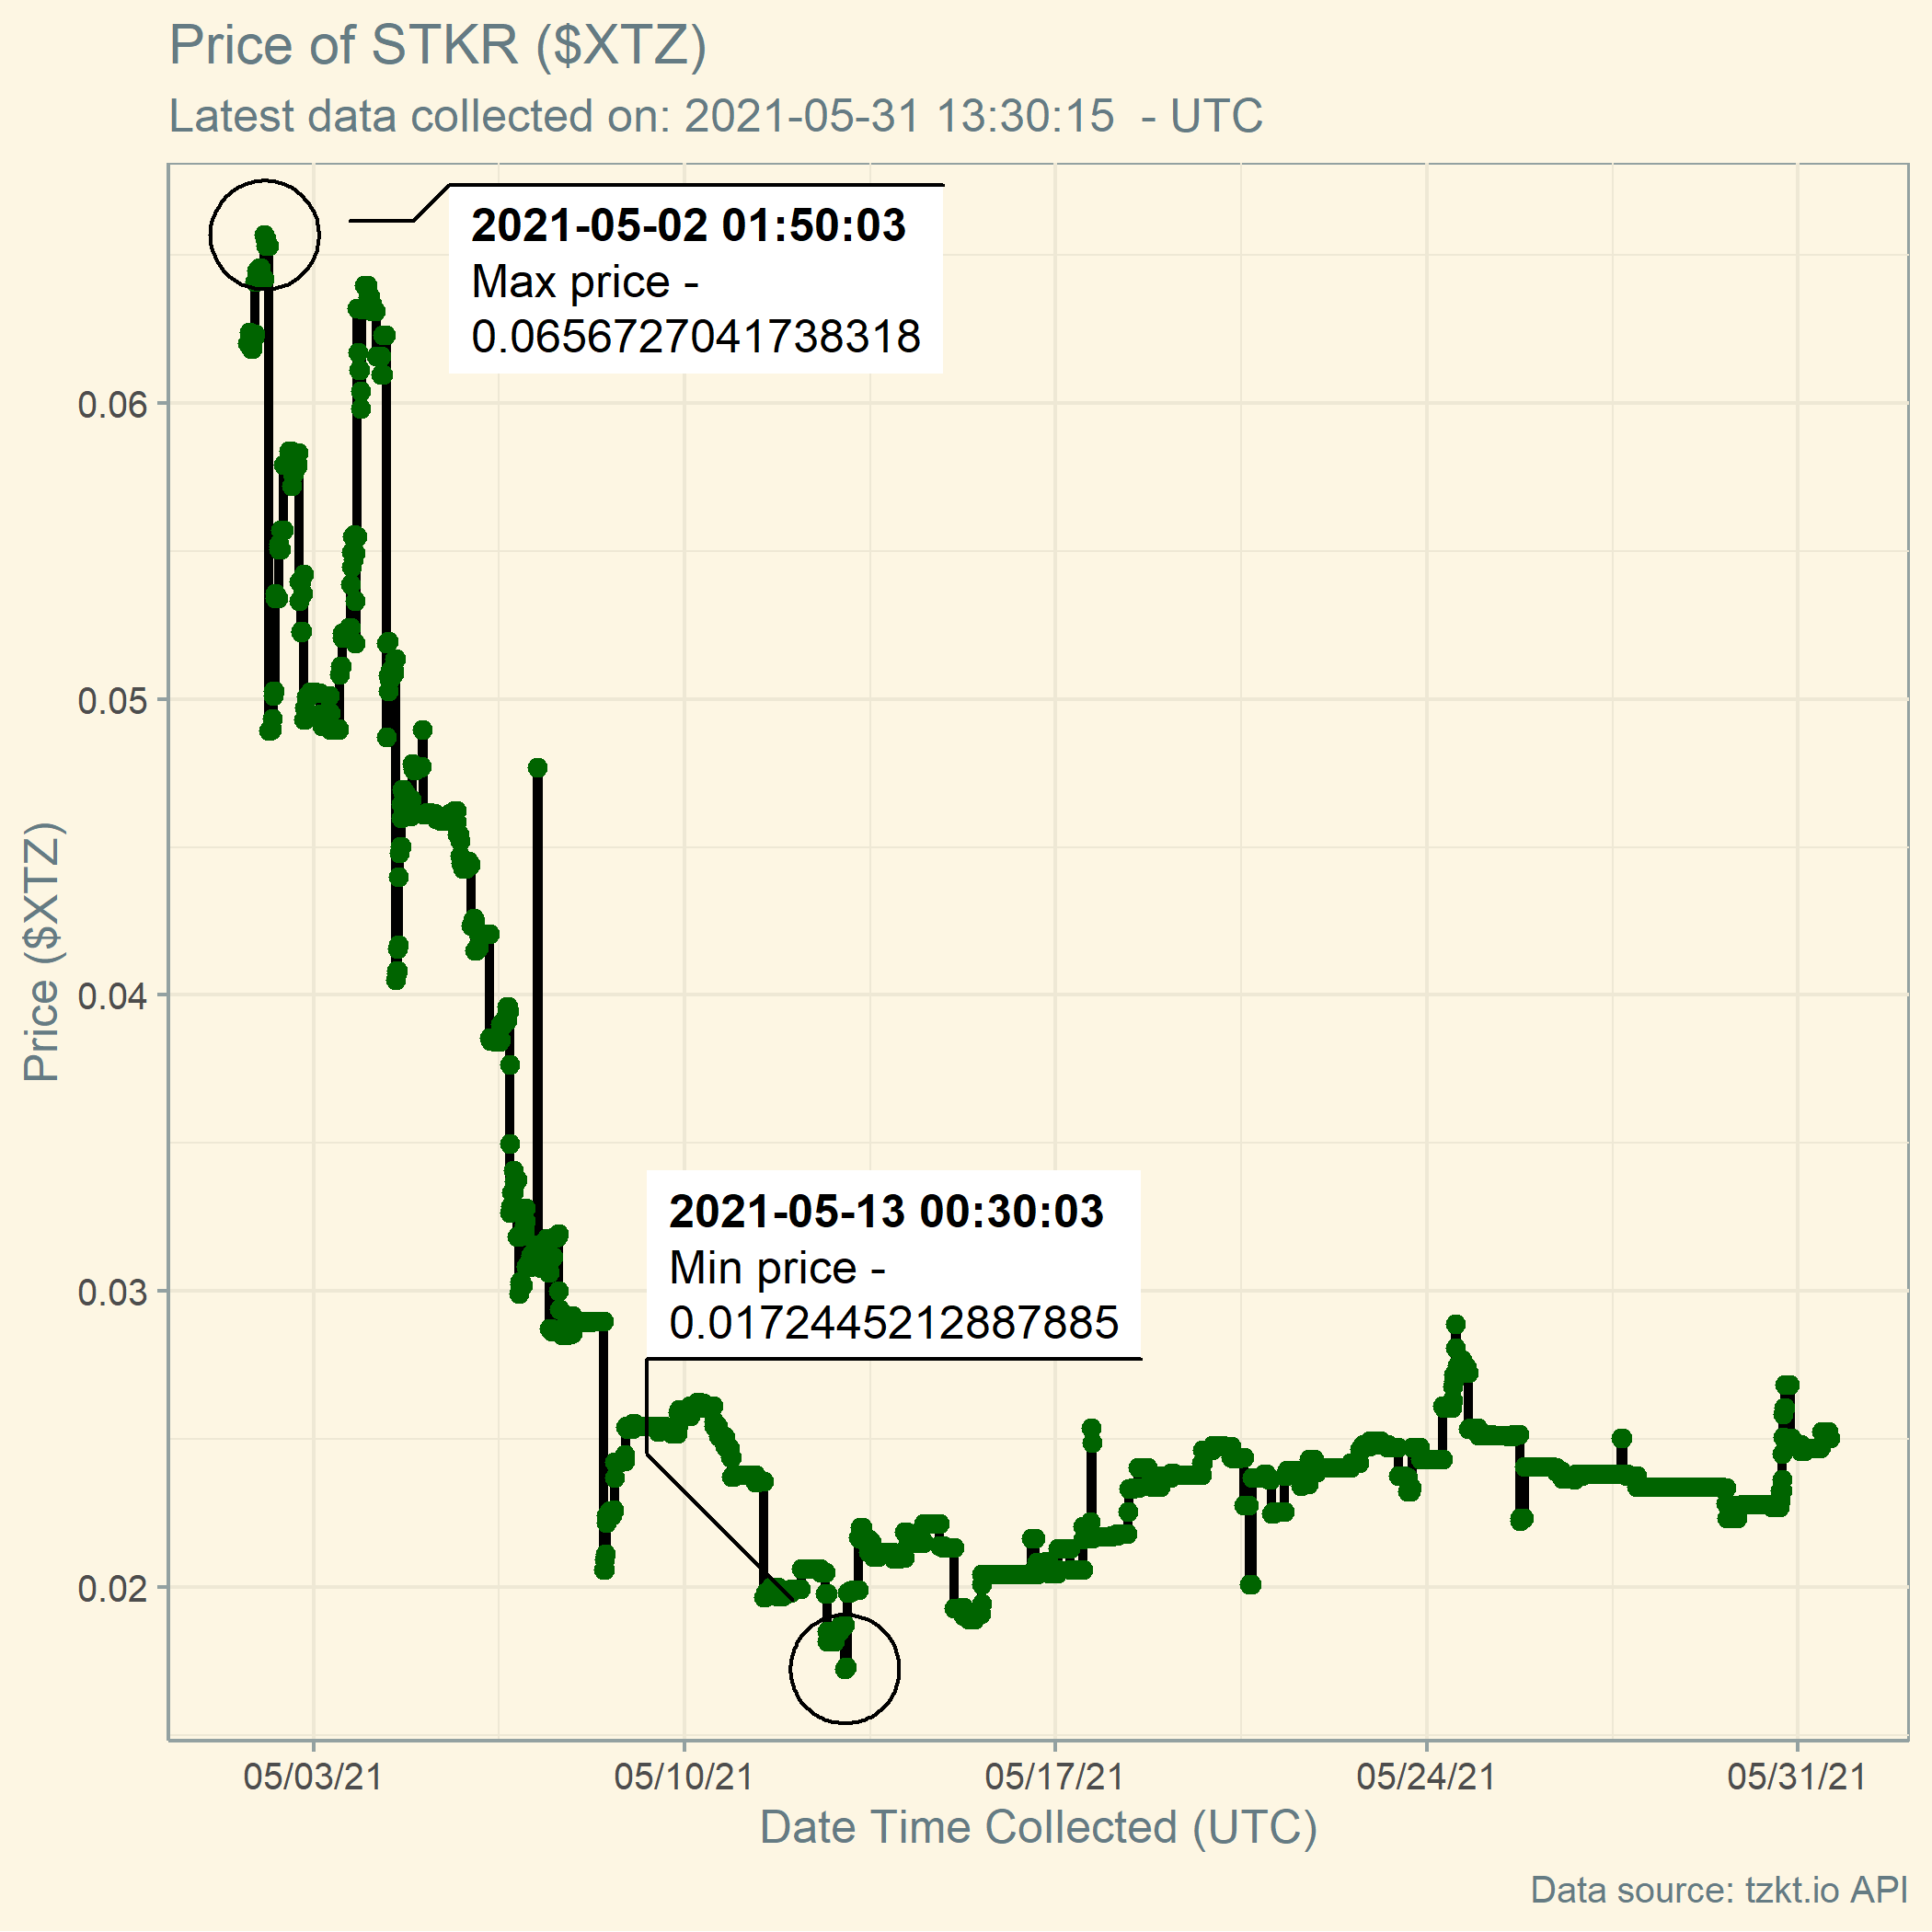 Price of STKR ($XTZ)
Latest data collected on: 2021-05-31 13:30:15  - UTC
2021-05-02 01:50:03
Max price -
0.0656727041738318
0.06
0.05
0.04
0.03
0.02
Price ($XTZ)
2021-05-13 00:30:03
Min price -
0.0172445212887885
05/03/21
05/10/21
05/17/21
05/24/21
05/31/21
Date Time Collected (UTC)
Data source: tzkt.io API